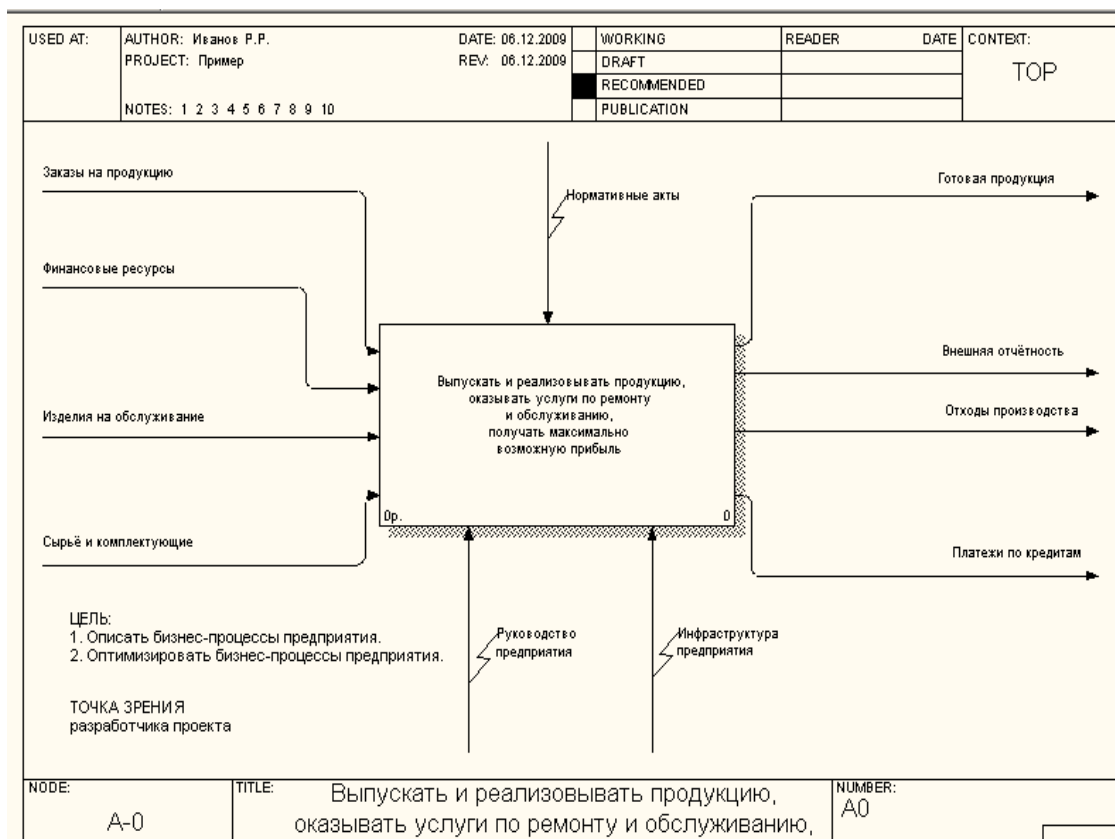 USED AT:
AUTHOR: Иванов Р.Р.
DATE: 06.12.2009
PROJECT: Пример
REV: 06.12.2009
NOTES: 1 2 3 4 5 6 7 8 9 10
WORKING
DRAFT
RECOMMENDED
PUBLICATION
READER DATE
CONTEXT:
TOP
Заказы на продукцию
Финансовые ресурсы
Изделия на обслуживание
Сырьё и комплектующие
Нормативные акты
Готовая продукция
Внешняя отчётность
Отходы производства
Платежи по кредитам
Выпускать и реализовывать продукцию,
оказывать услуги по ремонту
и обслуживанию,
получать максимально
возможную прибыль
0р. 0
Руководство
предприятия
Инфраструктура
предприятия
ЦЕЛЬ:
1. Описать бизнес-процессы предприятия.
2. Оптимизировать бизнес-процессы предприятия.
ТОЧКА ЗРЕНИЯ
разработчика проекта
NODE:
A-0
TITLE:
Выпускать и реализовывать продукцию,
оказывать услуги по ремонту и обслуживанию,
NUMBER:
A0